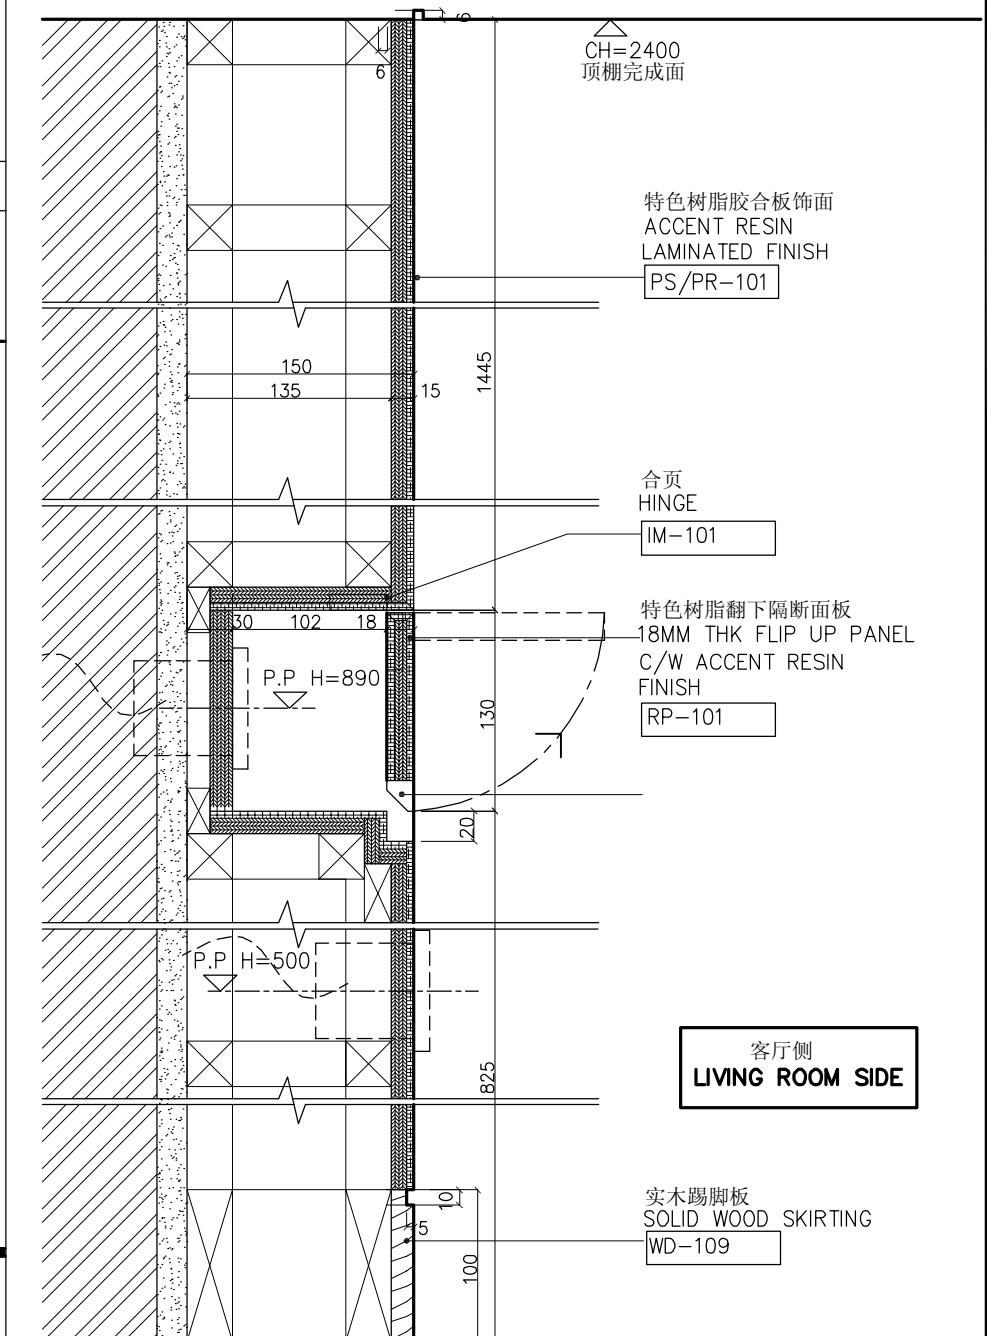 6
CH=2400
顶棚完成面
6
特色树脂胶合板饰面
ACCENT RESIN
LAMINATED FINISH
PS/PR-101
150
135
15
1445
合页
HINGE
IM-101
特色树脂翻下隔断面板
18MM THK FLIP UP PANEL
C/W ACCENT RESIN
FINISH
RP-101
30 102 18
P.P H=890
130
20
P.P H=500
客厅侧
LIVING ROOM SIDE
825
实木踢脚板
SOLID WOOD SKIRTING
WD-109
10
5
100